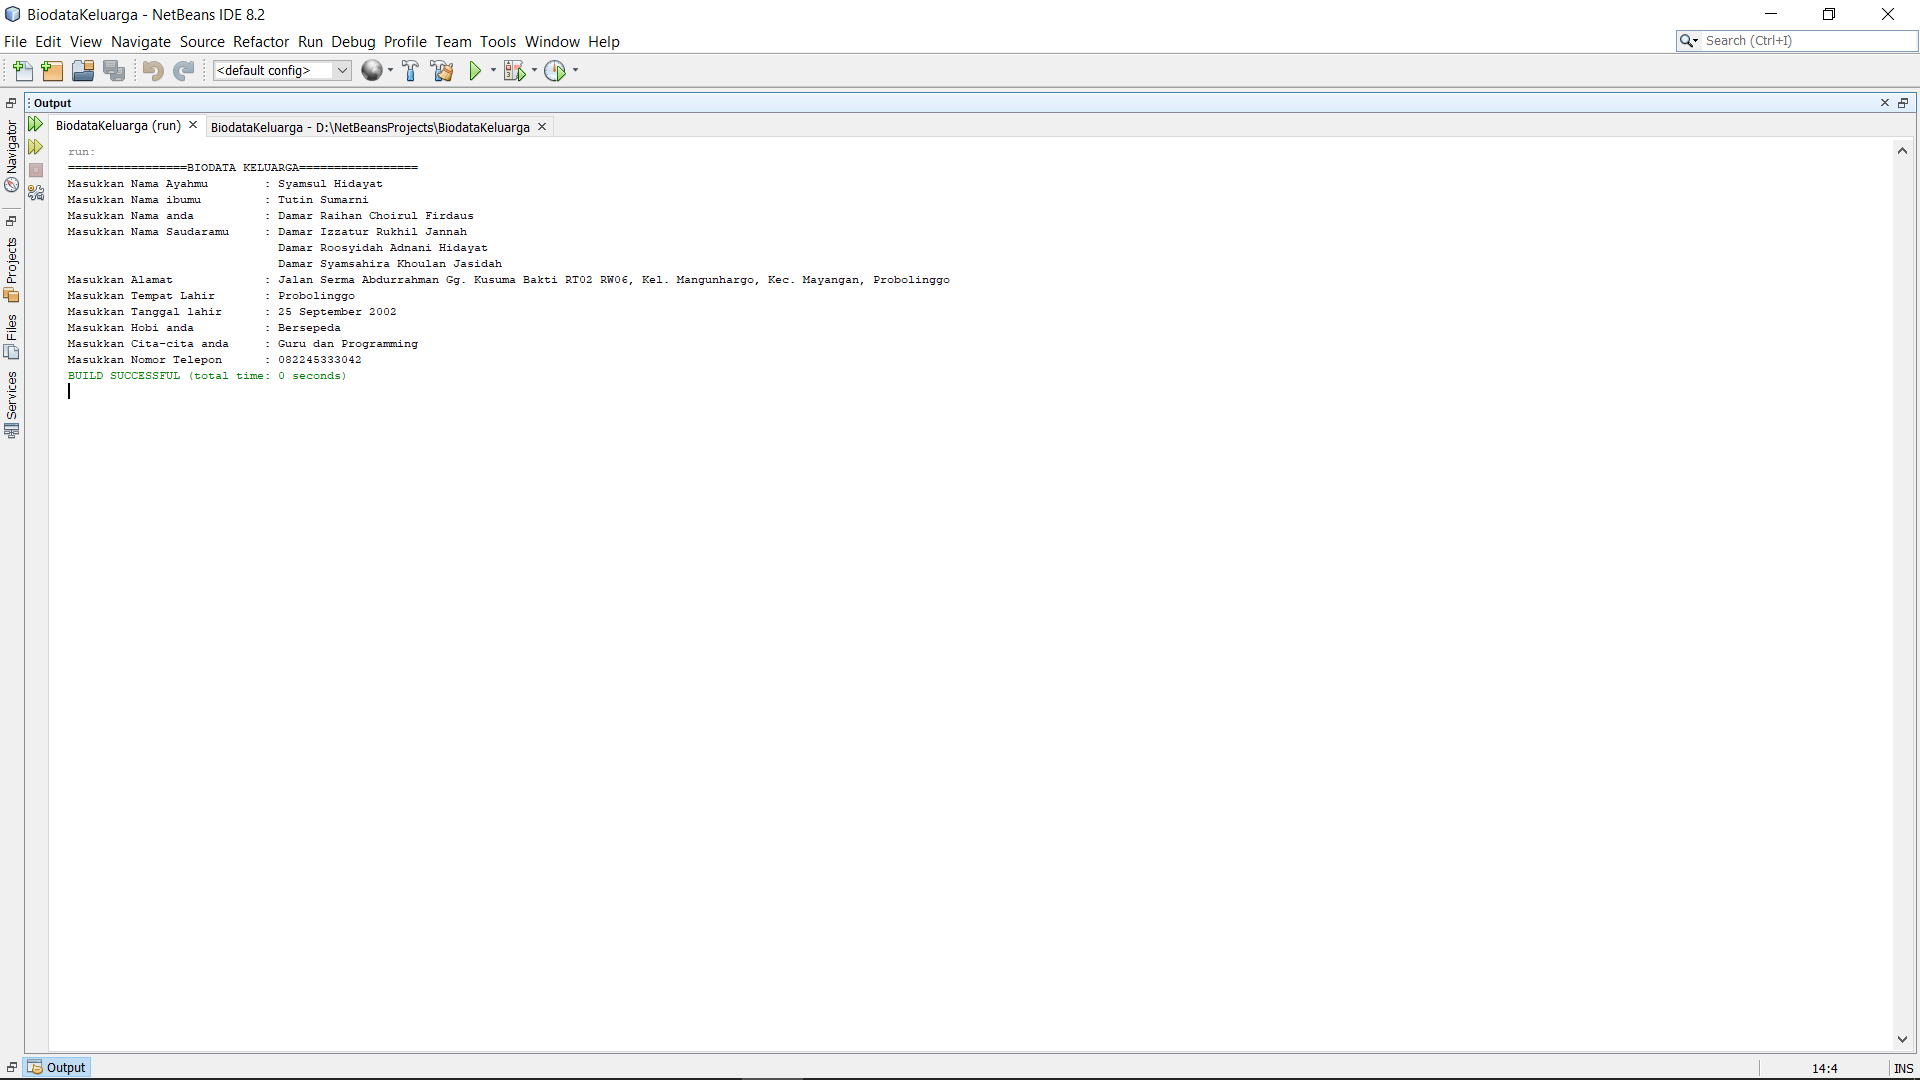 BiodataKeluarga - NetBeans IDE 8.2
File Edit View Navigate Source Refactor Run Debug Profile Team Tools Window Help
Search (Ctrl+I)
<default config>
Output
Navigator
Projects
Files
Services
BiodataKeluarga (run)
BiodataKeluarga - D:\NetBeansProjects\BiodataKeluarga
run:
=================BIODATA KELUARGA=================
Masukkan Nama Ayahmu : Syamsul Hidayat
Masukkan Nama ibumu : Tutin Sumarni
Masukkan Nama anda : Damar Raihan Choirul Firdaus
Masukkan Nama Saudaramu : Damar Izzatur Rukhil Jannah
Damar Roosyidah Adnani Hidayat
Damar Syamsahira Khoulan Jasidah
Masukkan Alamat : Jalan Serma Abdurrahman Gg. Kusuma Bakti RT02 RW06, Kel. Mangunhargo, Kec. Mayangan, Probolinggo
Masukkan Tempat Lahir : Probolinggo
Masukkan Tanggal lahir : 25 September 2002
Masukkan Hobi anda : Bersepeda
Masukkan Cita-cita anda : Guru dan Programming
Masukkan Nomor Telepon : 082245333042
BUILD SUCCESSFUL (total time: 0 seconds)
Output
14:4
INS